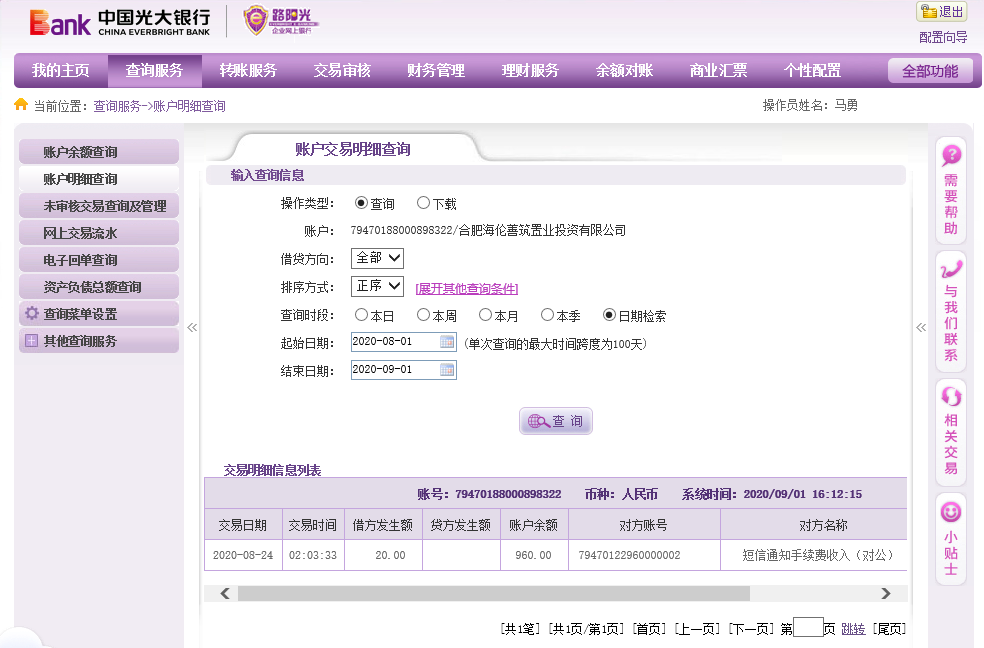 Bank 中国光大银行 CHINA EVERBRIGHT BANK
路阳光 企业网上银行
退出
配置向导
我的主页 查询服务 转账服务 交易审核 财务管理 理财服务 余额对账 商业汇票 个性配置 全部功能
当前位置：查询服务->账户明细查询 操作员姓名：马勇
账户余额查询
账户明细查询
未审核交易查询及管理
网上交易流水
电子回单查询
资产负债总额查询
查询菜单设置
其他查询服务
账户交易明细查询
输入查询信息
操作类型： 查询 下载
账户： 79470188000898322/合肥海伦善筑置业投资有限公司
借贷方向： 全部
排序方式： 正序 [展开其他查询条件]
查询时段： 本日 本周 本月 本季 日期检索
起始日期： 2020-08-01 (单次查询的最大时间跨度为100天)
结束日期： 2020-09-01
查 询
交易明细信息列表
账号：79470188000898322 币种：人民币 系统时间：2020/09/01 16:12:15
交易日期 交易时间 借方发生额 贷方发生额 账户余额 对方账号 对方名称
2020-08-24 02:03:33 20.00 960.00 79470122960000002 短信通知手续费收入（对公）
[共1笔] [共1页/第1页] [首页] [上一页] [下一页] 第 页 跳转 [尾页]
需要帮助
与我们联系
相关交易
小贴士